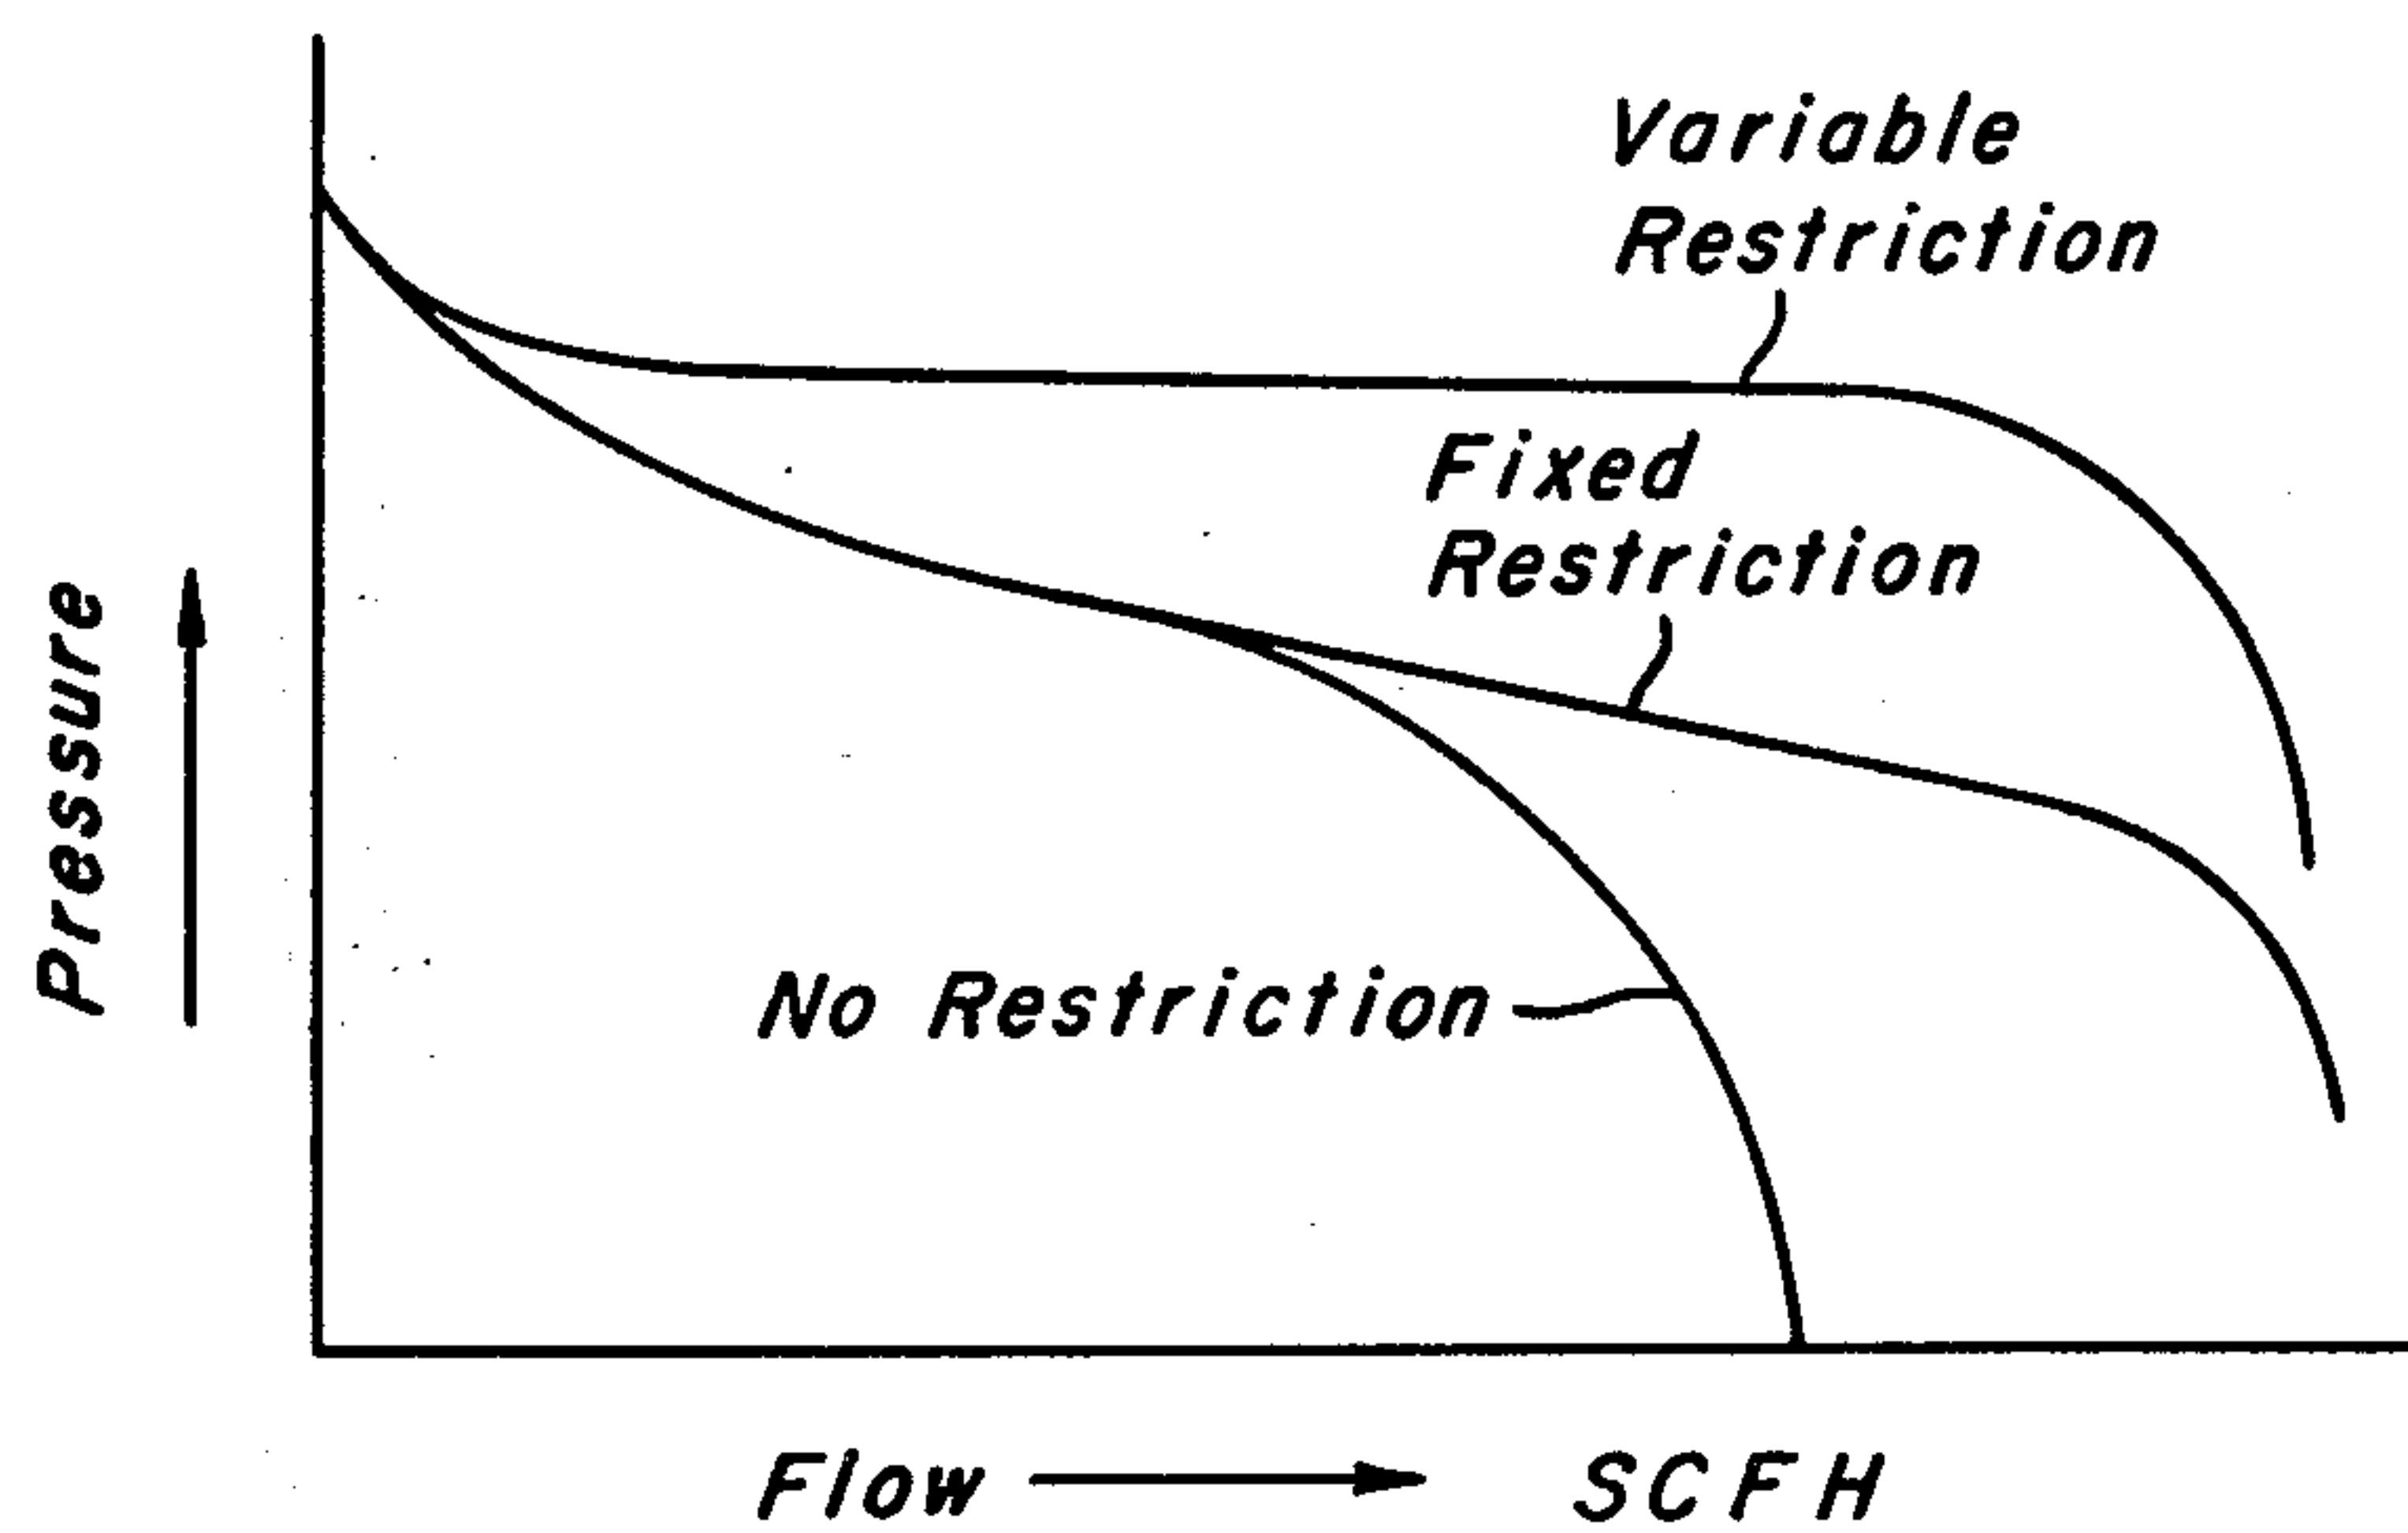 Variable
Restriction
Fixed
Restriction
No Restriction
Pressure
Flow
SCFH